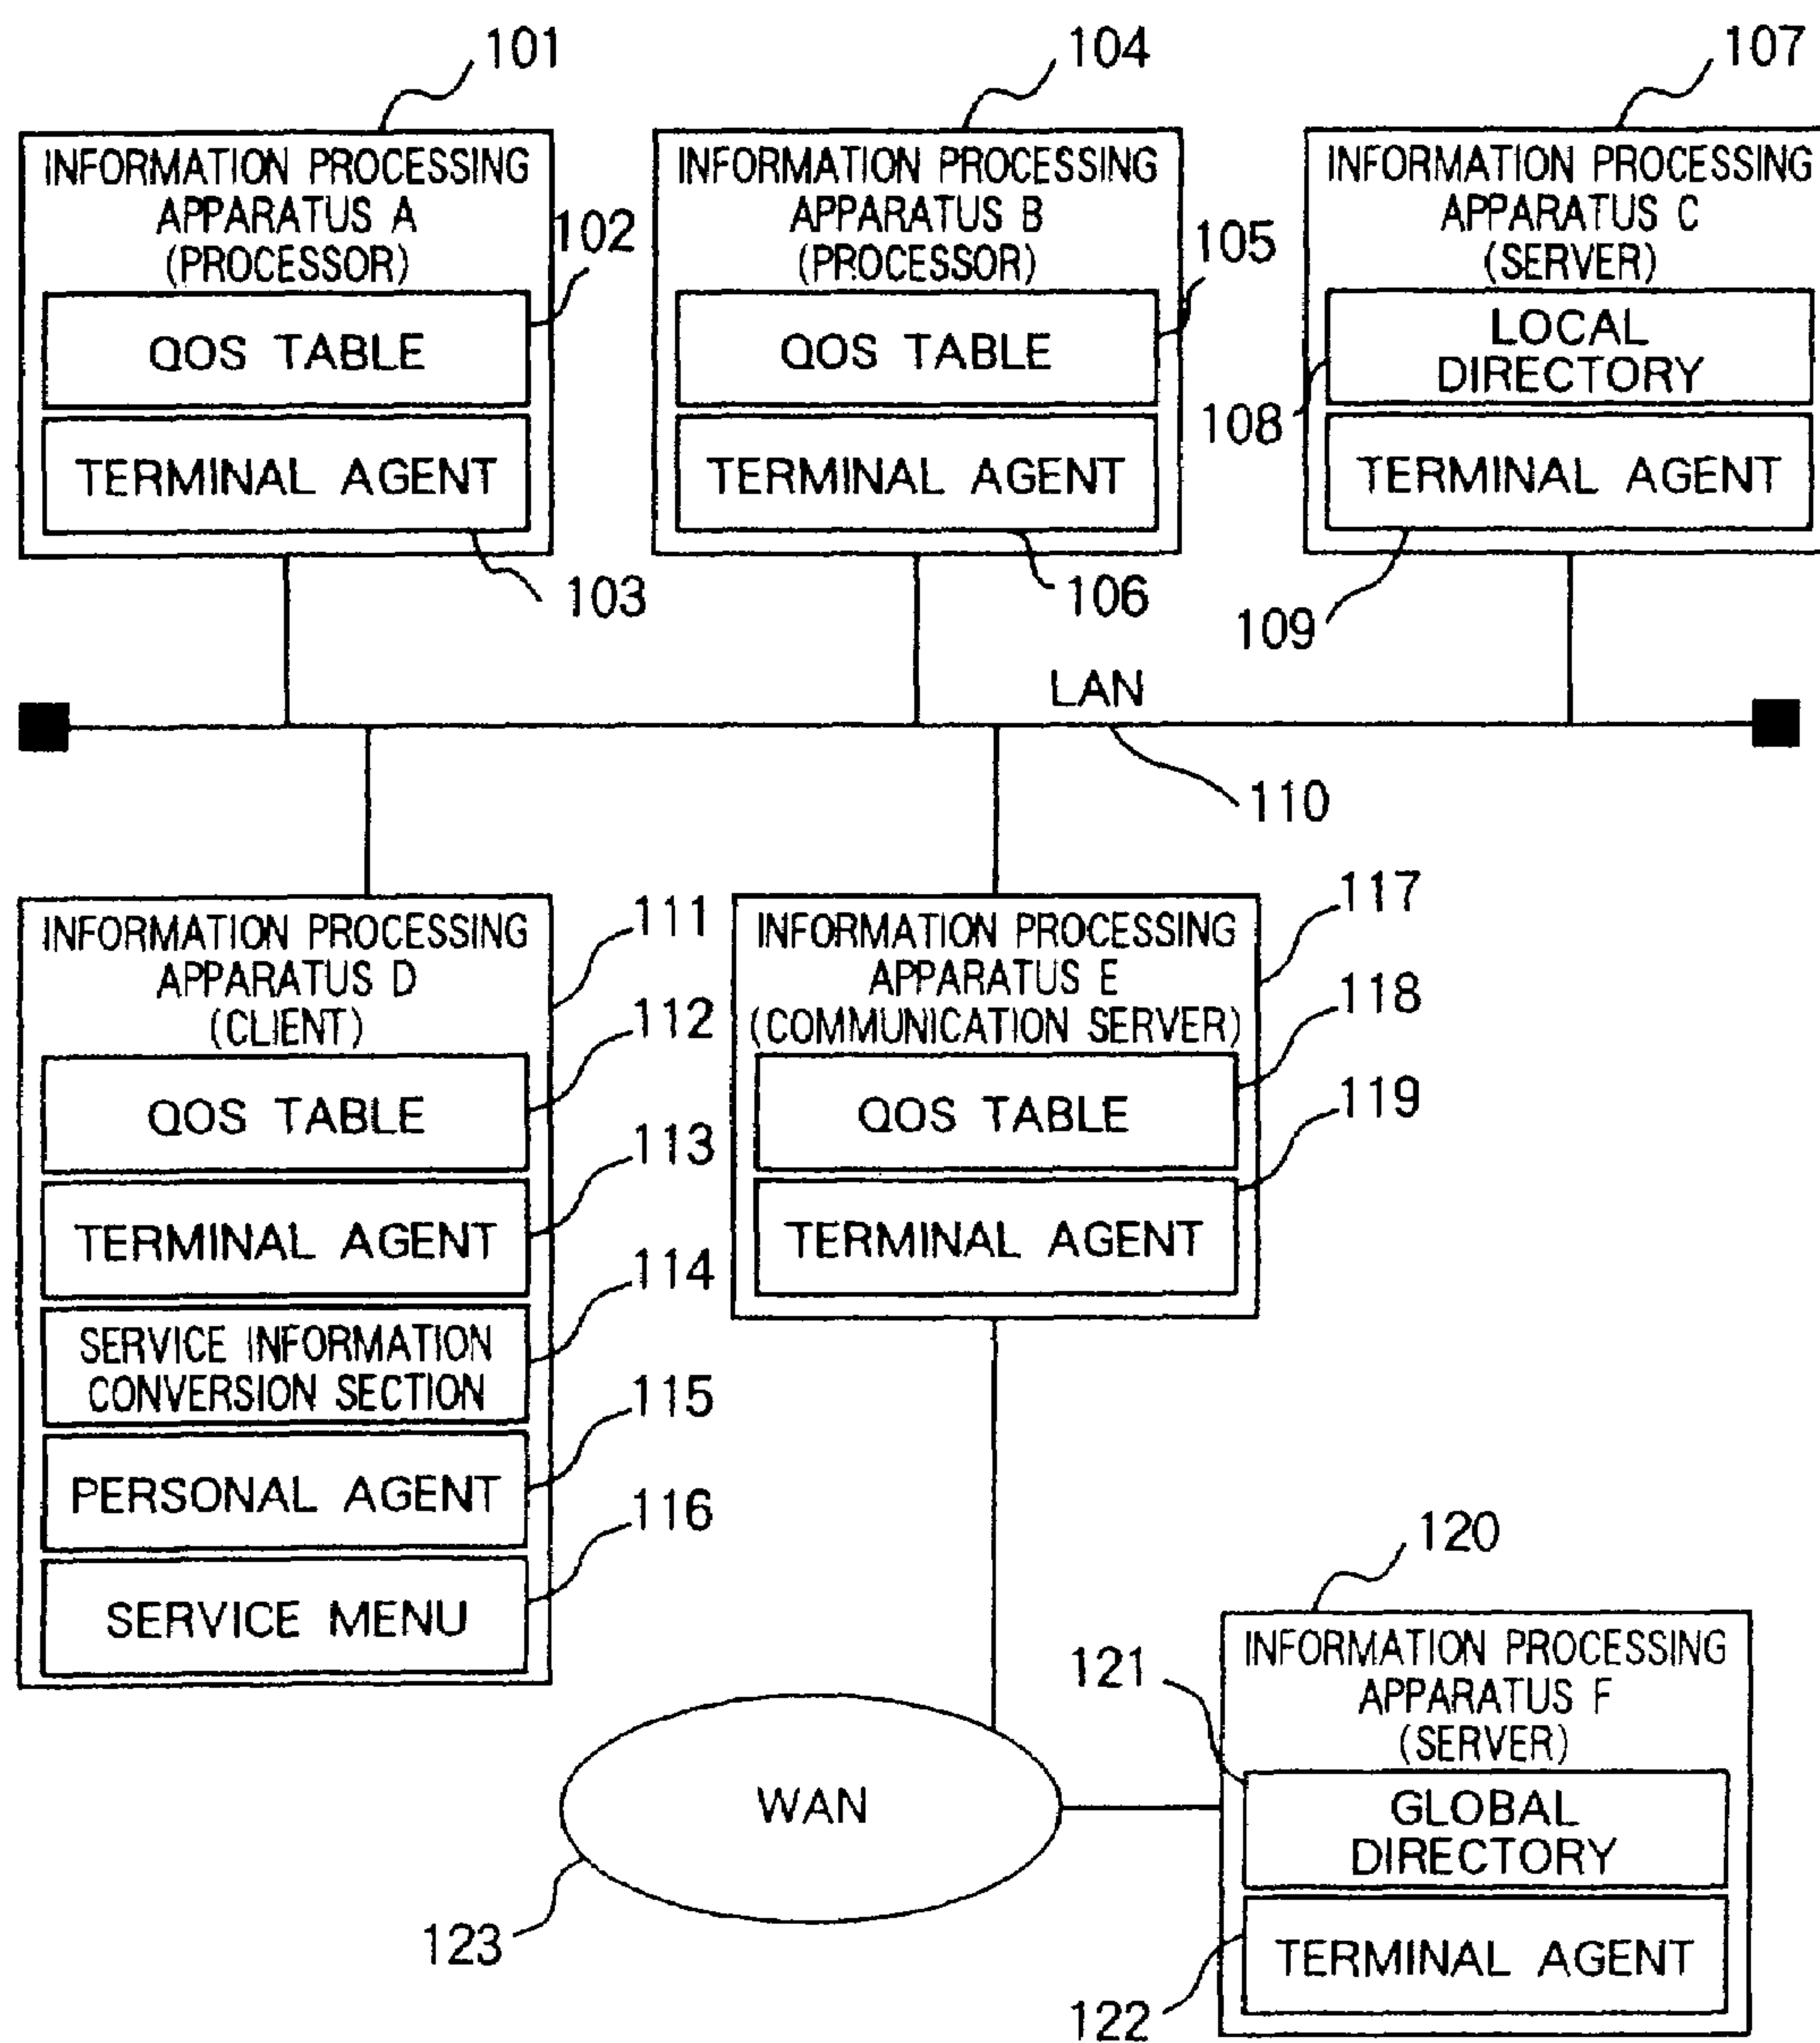 101
INFORMATION PROCESSING
APPARATUS A
(PROCESSOR)
102
QOS TABLE
TERMINAL AGENT
103
104
INFORMATION PROCESSING
APPARATUS B
(PROCESSOR)
105
QOS TABLE
TERMINAL AGENT
106
107
INFORMATION PROCESSING
APPARATUS C
(SERVER)
LOCAL
DIRECTORY
108
TERMINAL AGENT
109
LAN
110
INFORMATION PROCESSING
APPARATUS D
(CLIENT)
111
112
QOS TABLE
113
TERMINAL AGENT
114
SERVICE INFORMATION
CONVERSION SECTION
115
PERSONAL AGENT
116
SERVICE MENU
117
INFORMATION PROCESSING
APPARATUS E
(COMMUNICATION SERVER)
118
QOS TABLE
119
TERMINAL AGENT
WAN
123
120
INFORMATION PROCESSING
APPARATUS F
(SERVER)
121
GLOBAL
DIRECTORY
TERMINAL AGENT
122